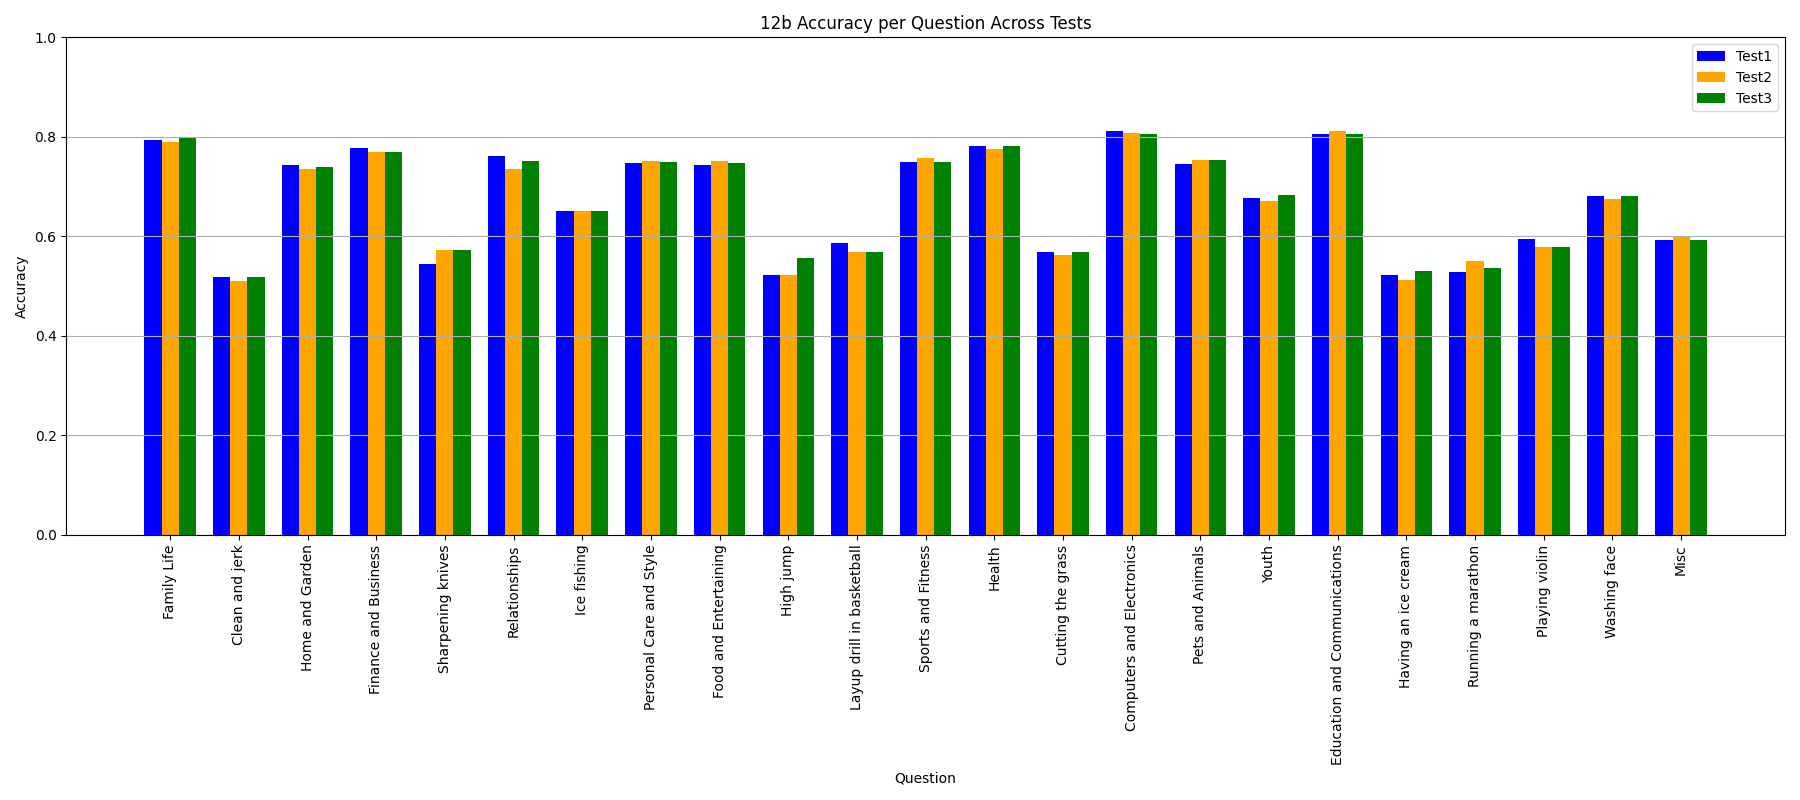 12b Accuracy per Question Across Tests
1.0
0.8
0.6
0.4
0.2
0.0
Accuracy
Test1
Test2
Test3
Family Life
Clean and jerk
Home and Garden
Finance and Business
Sharpening knives
Relationships
Ice fishing
Personal Care and Style
Food and Entertaining
High jump
Layup drill in basketball
Sports and Fitness
Health
Cutting the grass
Computers and Electronics
Pets and Animals
Youth
Education and Communications
Having an ice cream
Running a marathon
Playing violin
Washing face
Misc
Question